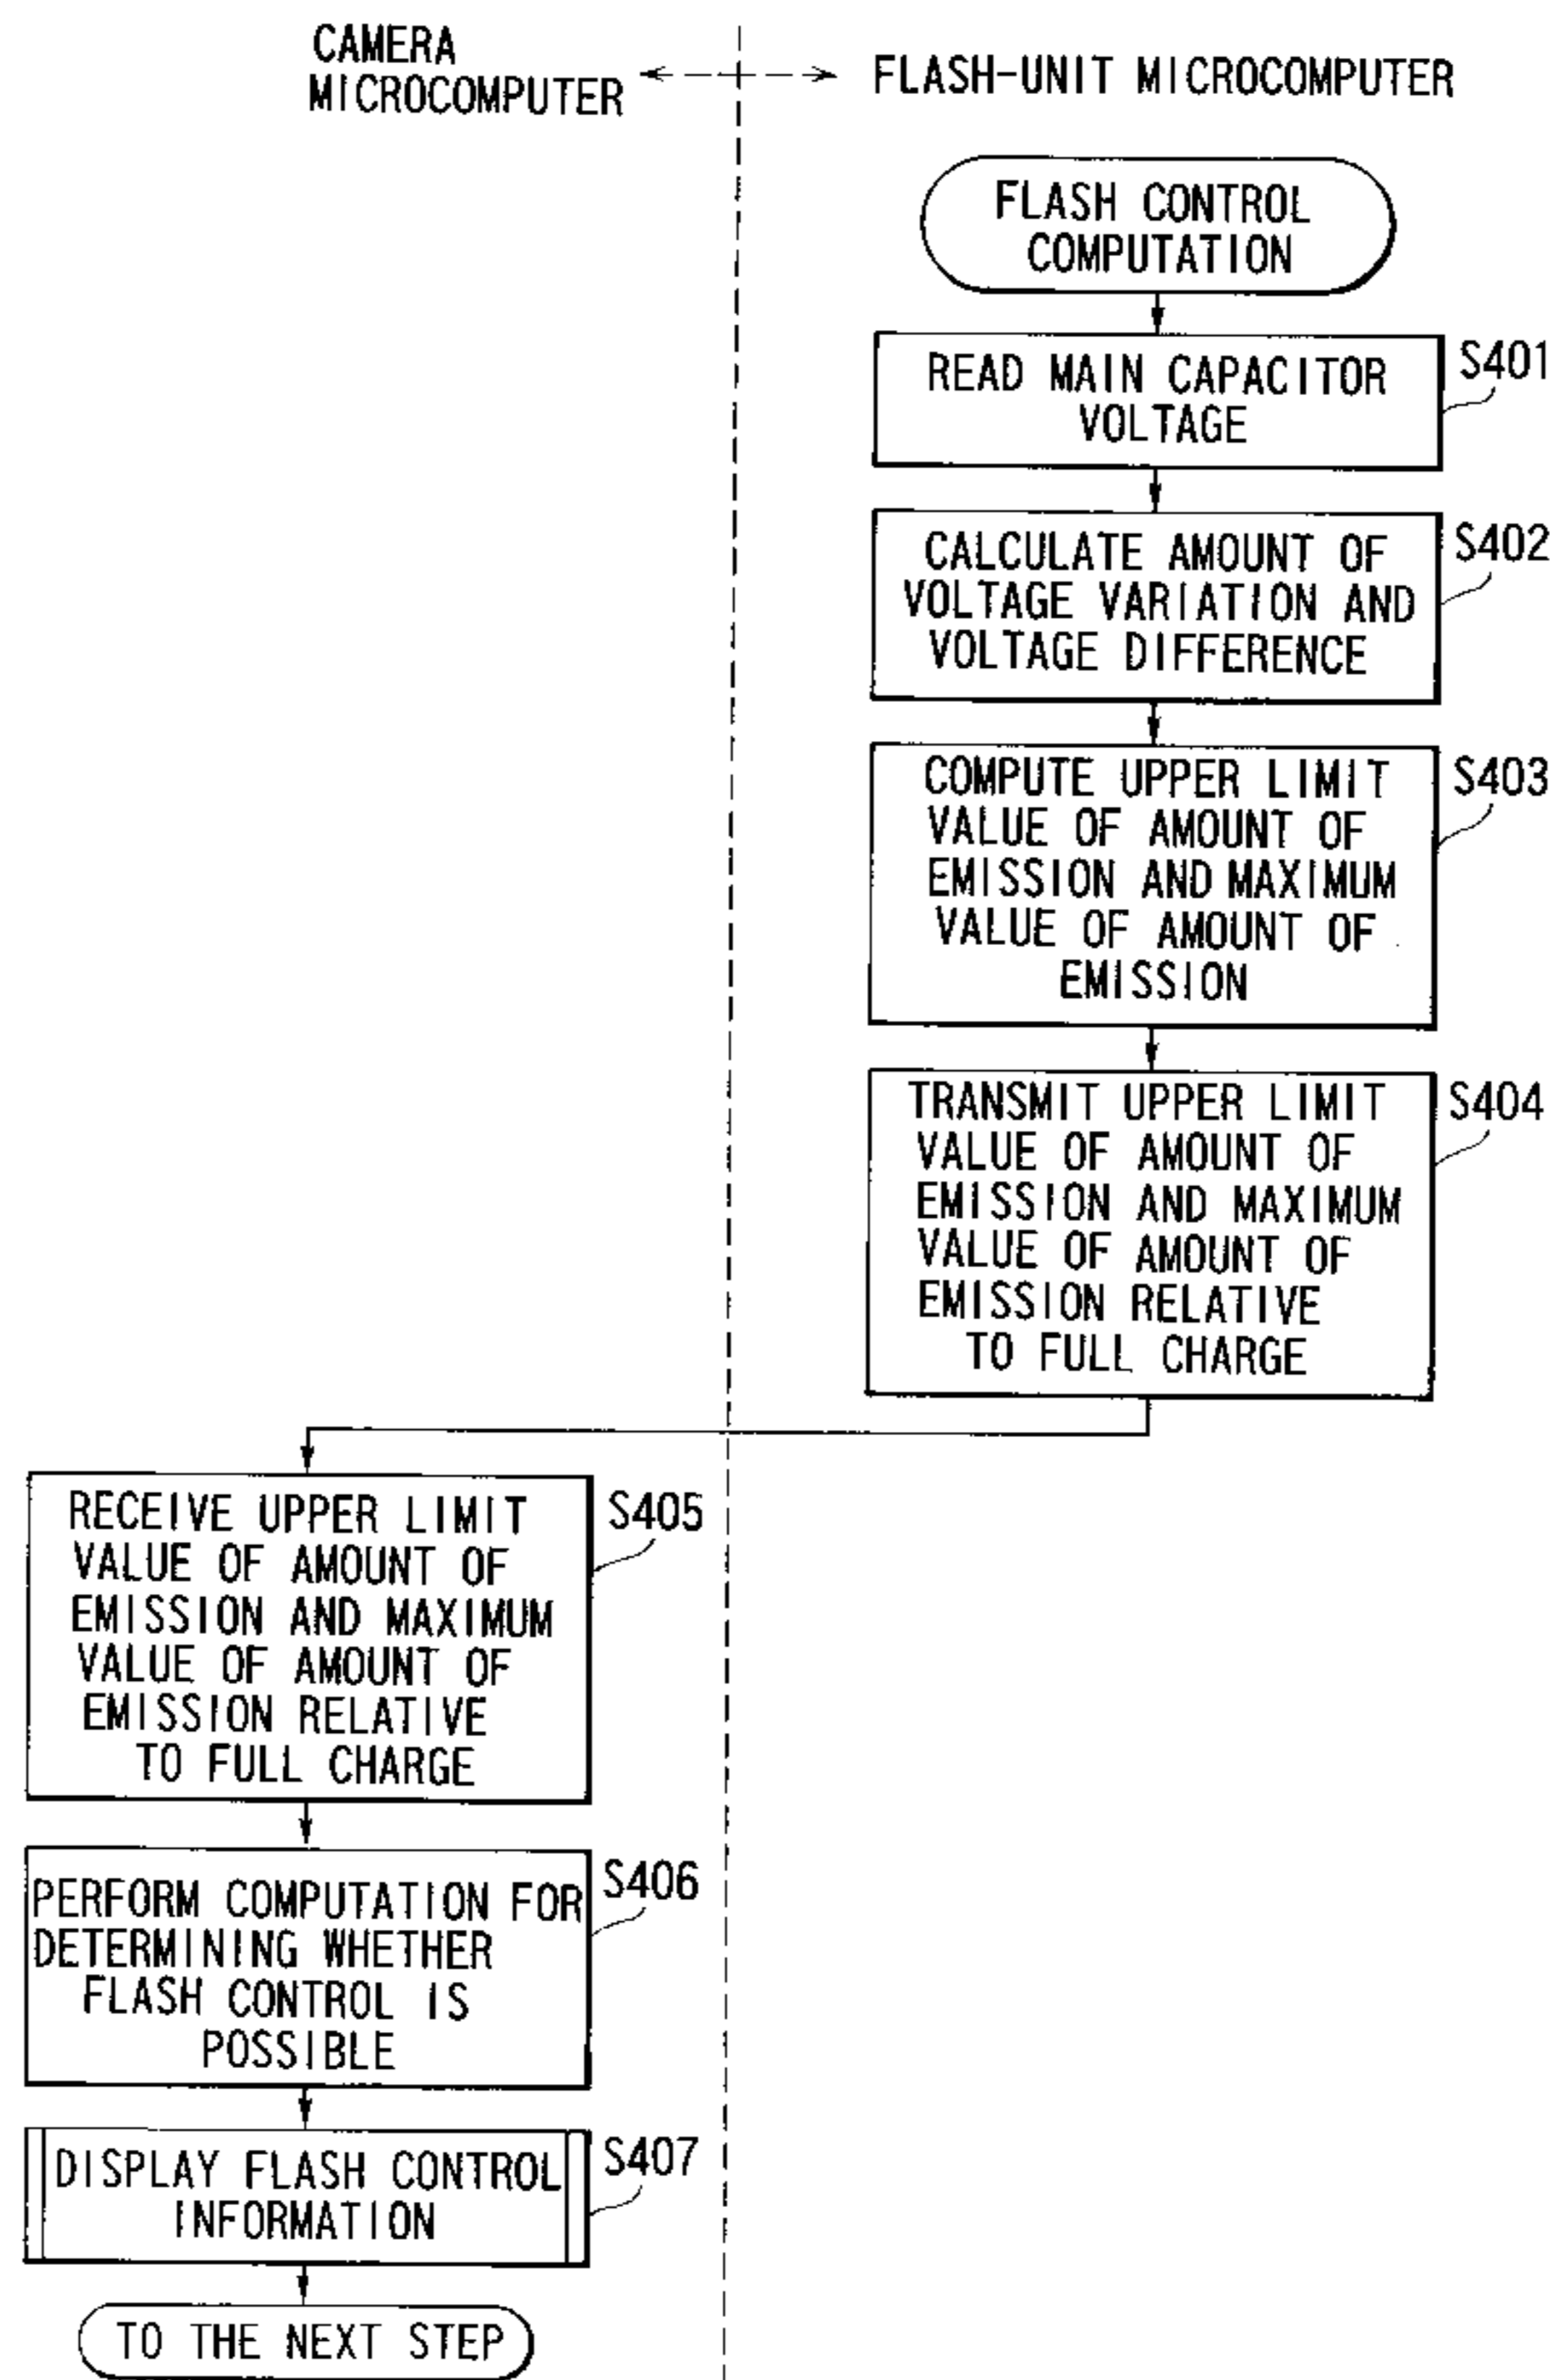 CAMERA
MICROCOMPUTER
FLASH-UNIT MICROCOMPUTER
FLASH CONTROL
COMPUTATION
READ MAIN CAPACITOR
VOLTAGE
S401
CALCULATE AMOUNT OF
VOLTAGE VARIATION AND
VOLTAGE DIFFERENCE
S402
COMPUTE UPPER LIMIT
VALUE OF AMOUNT OF
EMISSION AND MAXIMUM
VALUE OF AMOUNT OF
EMISSION
S403
TRANSMIT UPPER LIMIT
VALUE OF AMOUNT OF
EMISSION AND MAXIMUM
VALUE OF AMOUNT OF
EMISSION RELATIVE
TO FULL CHARGE
S404
RECEIVE UPPER LIMIT
VALUE OF AMOUNT OF
EMISSION AND MAXIMUM
VALUE OF AMOUNT OF
EMISSION RELATIVE
TO FULL CHARGE
S405
PERFORM COMPUTATION FOR
DETERMINING WHETHER
FLASH CONTROL IS
POSSIBLE
S406
DISPLAY FLASH CONTROL
INFORMATION
S407
TO THE NEXT STEP